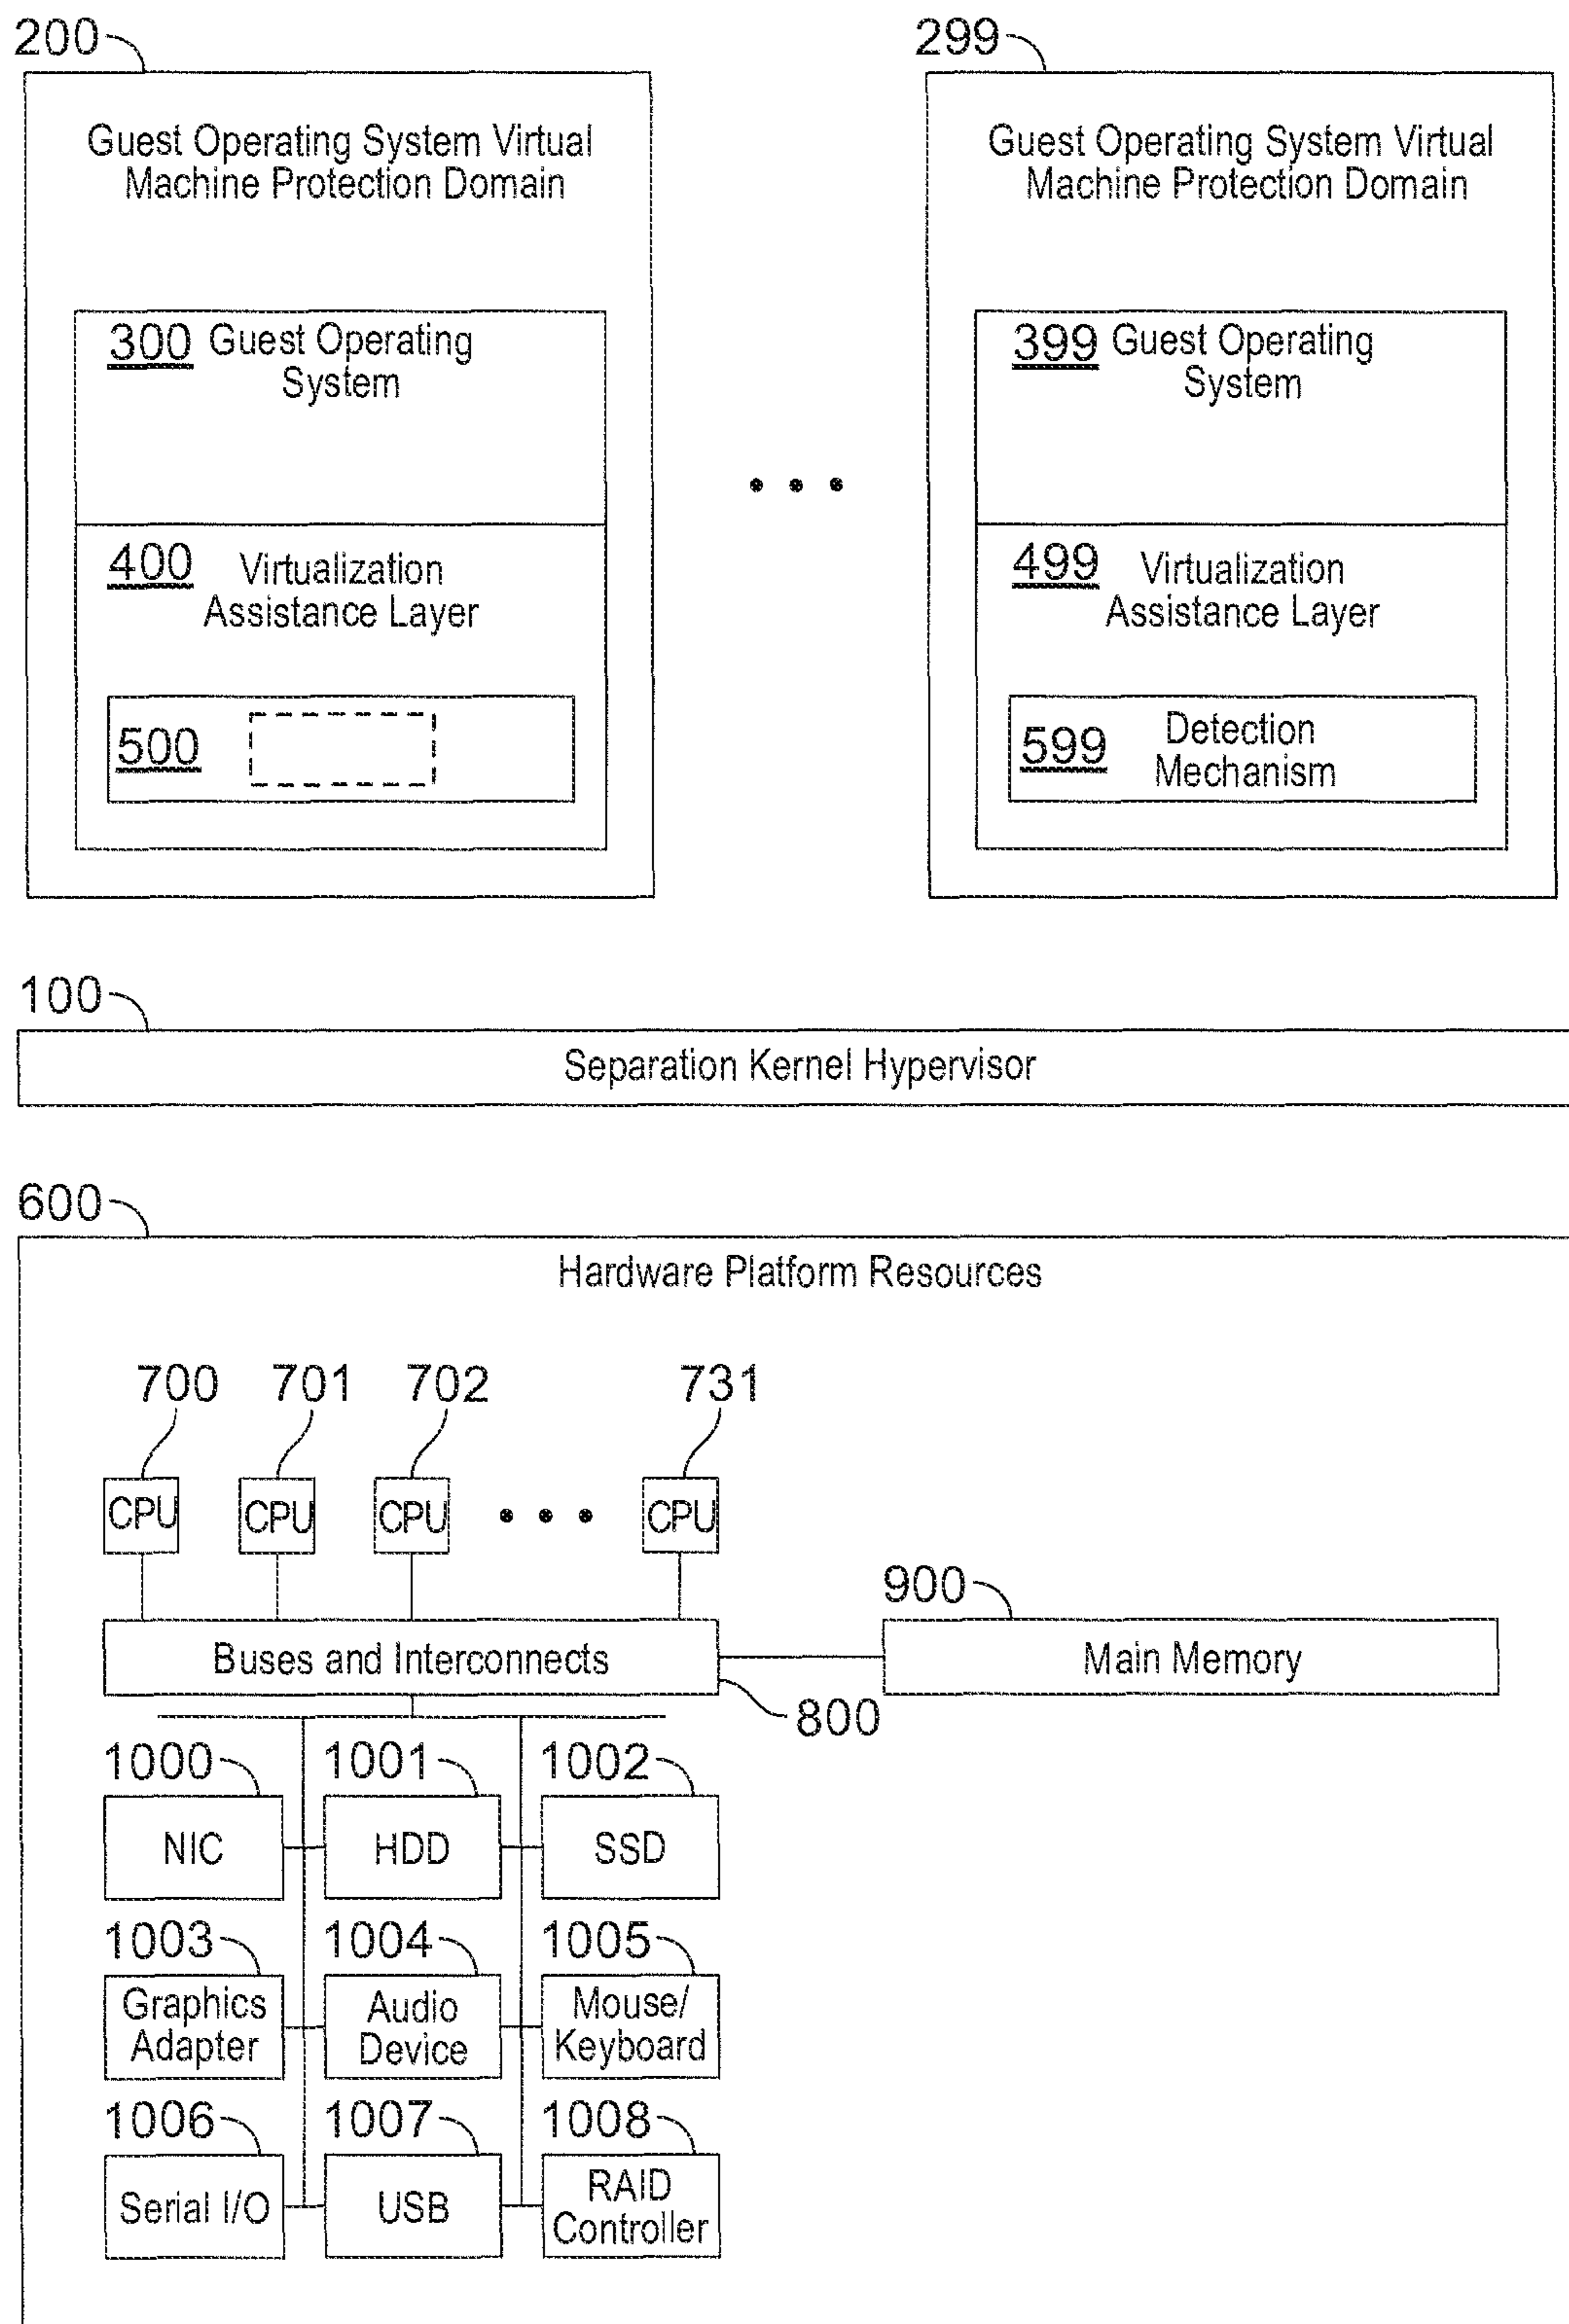 200
299
Guest Operating System Virtual
Machine Protection Domain
Guest Operating System Virtual
Machine Protection Domain
300 Guest Operating
System
399 Guest Operating
System
400 Virtualization
Assistance Layer
499 Virtualization
Assistance Layer
500
599 Detection
Mechanism
100
Separation Kernel Hypervisor
600
Hardware Platform Resources
700 701 702 731
CPU CPU CPU CPU
900
Buses and Interconnects
Main Memory
800
1000 1001 1002
NIC HDD SSD
1003 1004 1005
Graphics
Adapter
Audio
Device
Mouse/
Keyboard
1006 1007 1008
Serial I/O
USB
RAID
Controller